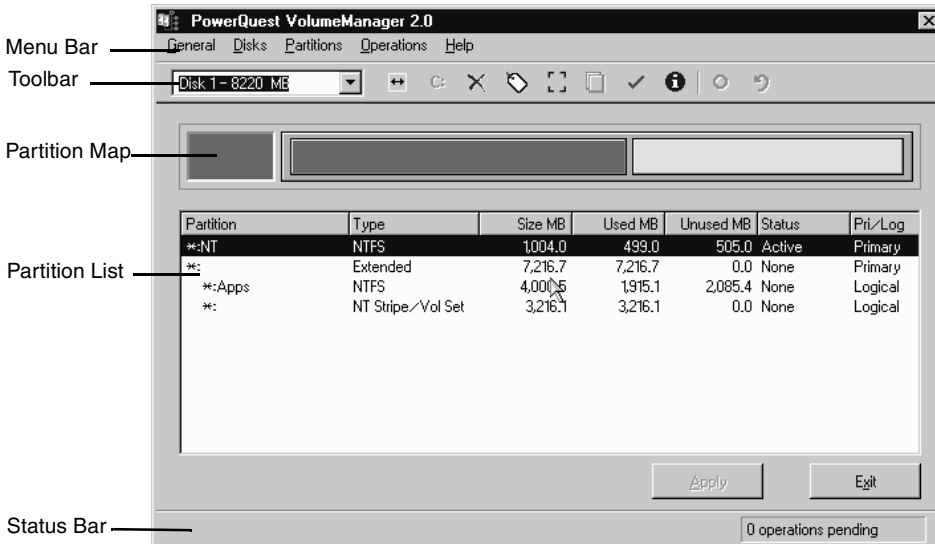 PowerQuest VolumeManager 2.0
Menu Bar
General Disks Partitions Operations Help
Toolbar
Disk 1 - 8220 MB
C:
Partition Map
Partition Type Size MB Used MB Unused MB Status Pri/Log
*:NT NTFS 1,004.0 499.0 505.0 Active Primary
Partition List
*: Extended 7,216.7 7,216.7 0.0 None Primary
*:Apps NTFS 4,000.5 1,915.1 2,085.4 None Logical
*: NT Stripe/Vol Set 3,216.1 3,216.1 0.0 None Logical
Apply Exit
Status Bar
0 operations pending